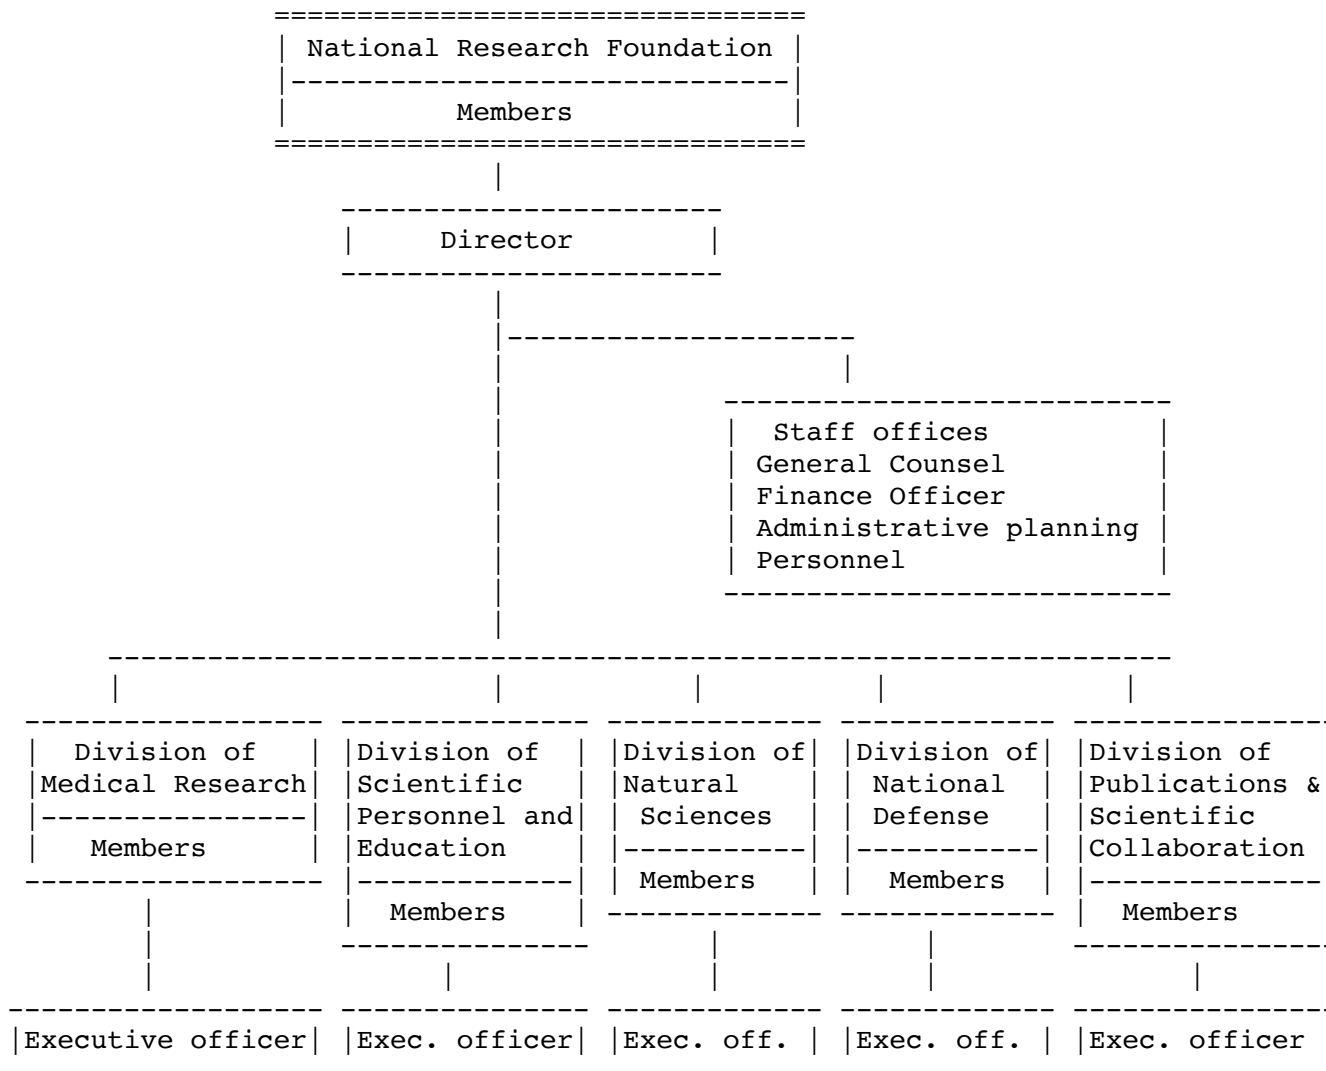 National Research Foundation
Members
Director
Staff offices
General Counsel
Finance Officer
Administrative planning
Personnel
Division of
Medical Research
Members
Division of
Scientific
Personnel and
Education
Members
Division of
Natural
Sciences
Members
Division of
National
Defense
Members
Division of
Publications &
Scientific
Collaboration
Members
Executive officer
Exec. officer
Exec. off.
Exec. off.
Exec. officer